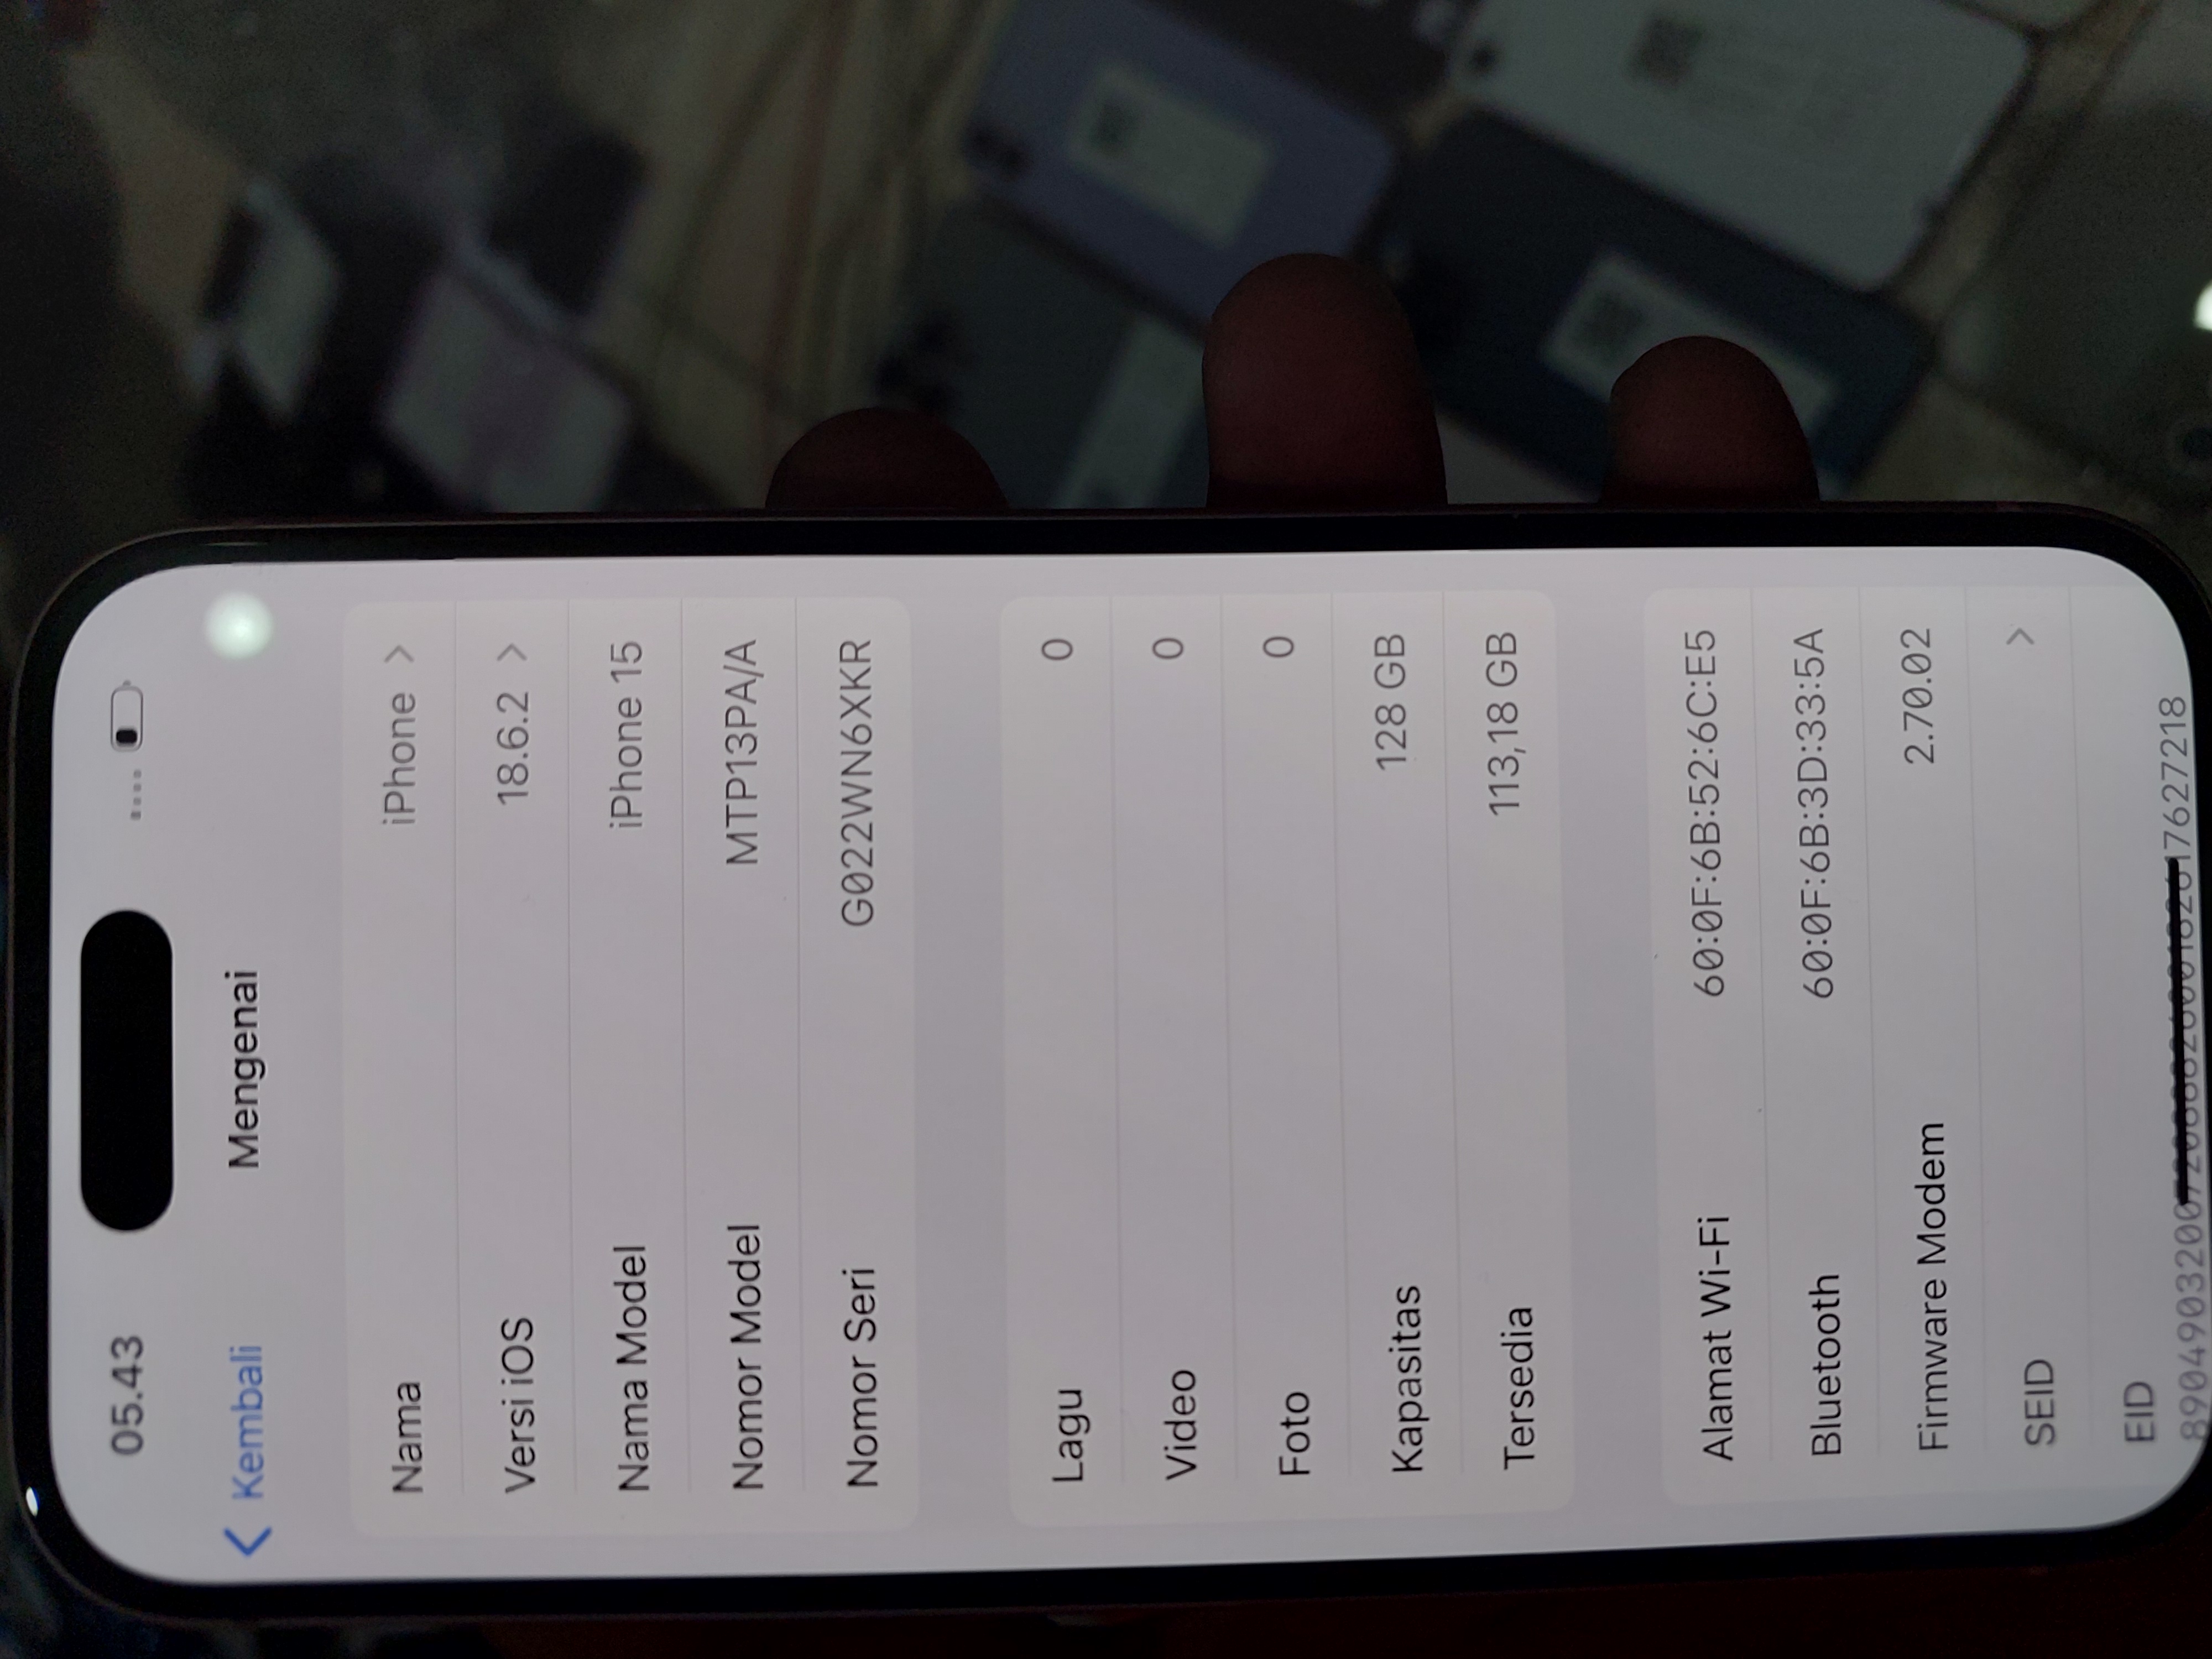 05.43
Kembali
Mengenai
Nama
iPhone
Versi iOS
18.6.2
Nama Model
iPhone 15
Nomor Model
MTP13PA/A
Nomor Seri
G022WN6XKR
Lagu
0
Video
0
Foto
0
Kapasitas
128 GB
Tersedia
113,18 GB
Alamat Wi-Fi
60:0F:6B:52:6C:E5
Bluetooth
60:0F:6B:3D:33:5A
Firmware Modem
2.70.02
SEID
EID